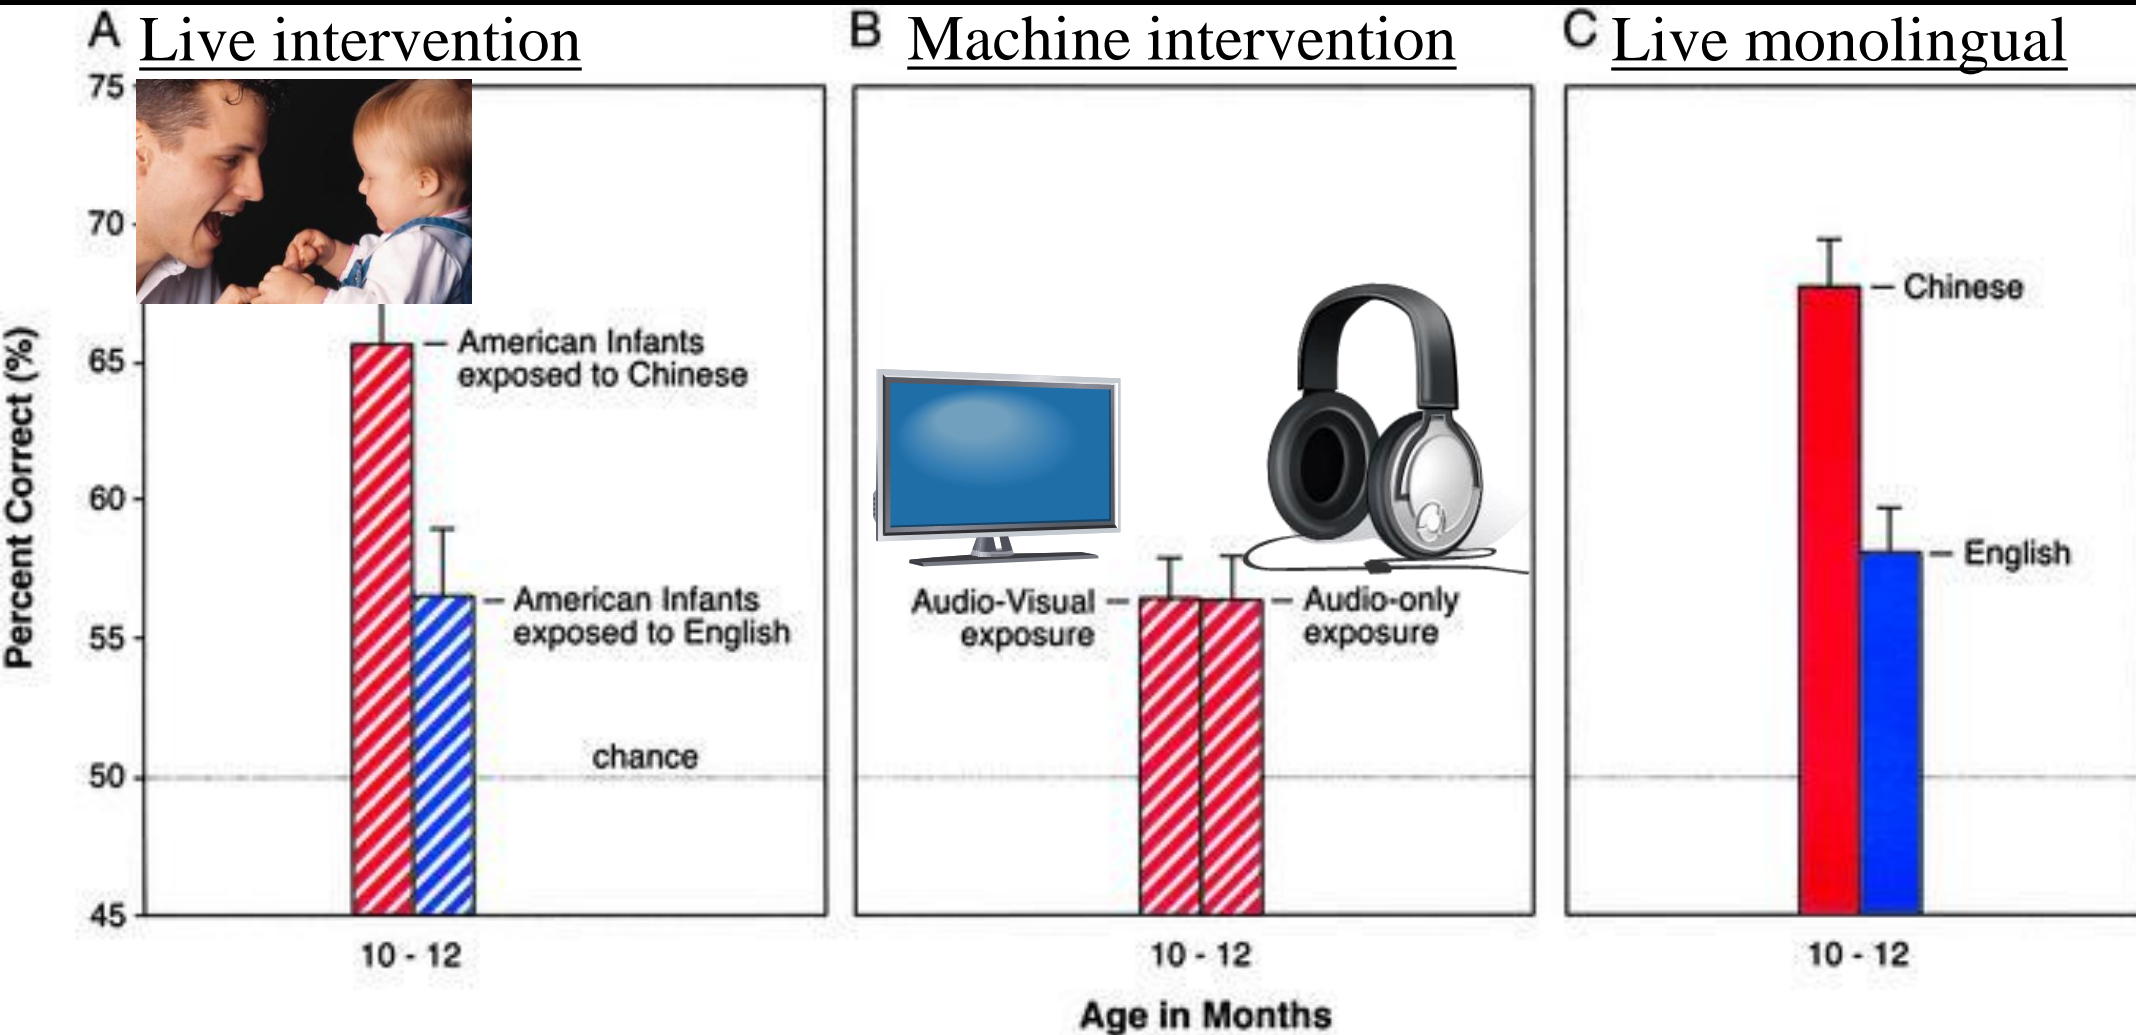 A Live intervention
B Machine intervention
C Live monolingual
Percent Correct (%)
75
70
65
60
55
50
45
American Infants
exposed to Chinese
American Infants
exposed to English
chance
10 - 12
Audio-Visual
exposure
Audio-only
exposure
10 - 12
Chinese
English
10 - 12
Age in Months